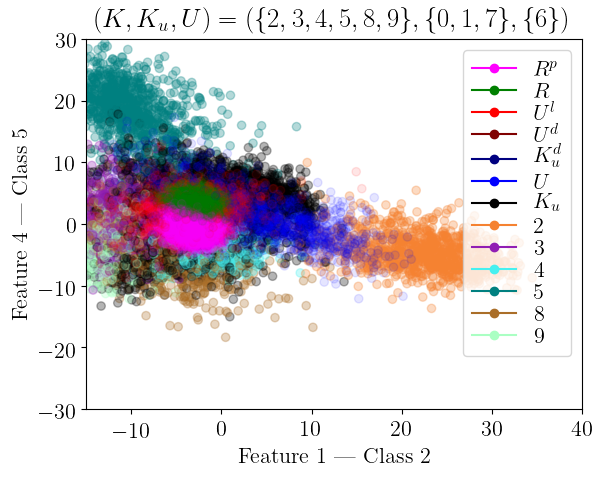 (K, K_u, U) = ({2, 3, 4, 5, 8, 9}, {0, 1, 7}, {6})
30
20
10
0
−10
−20
−30
−10
0
10
20
30
40
Feature 4 — Class 5
Feature 1 — Class 2
R^p
R
U^l
U^d
K_u^d
U
K_u
2
3
4
5
8
9